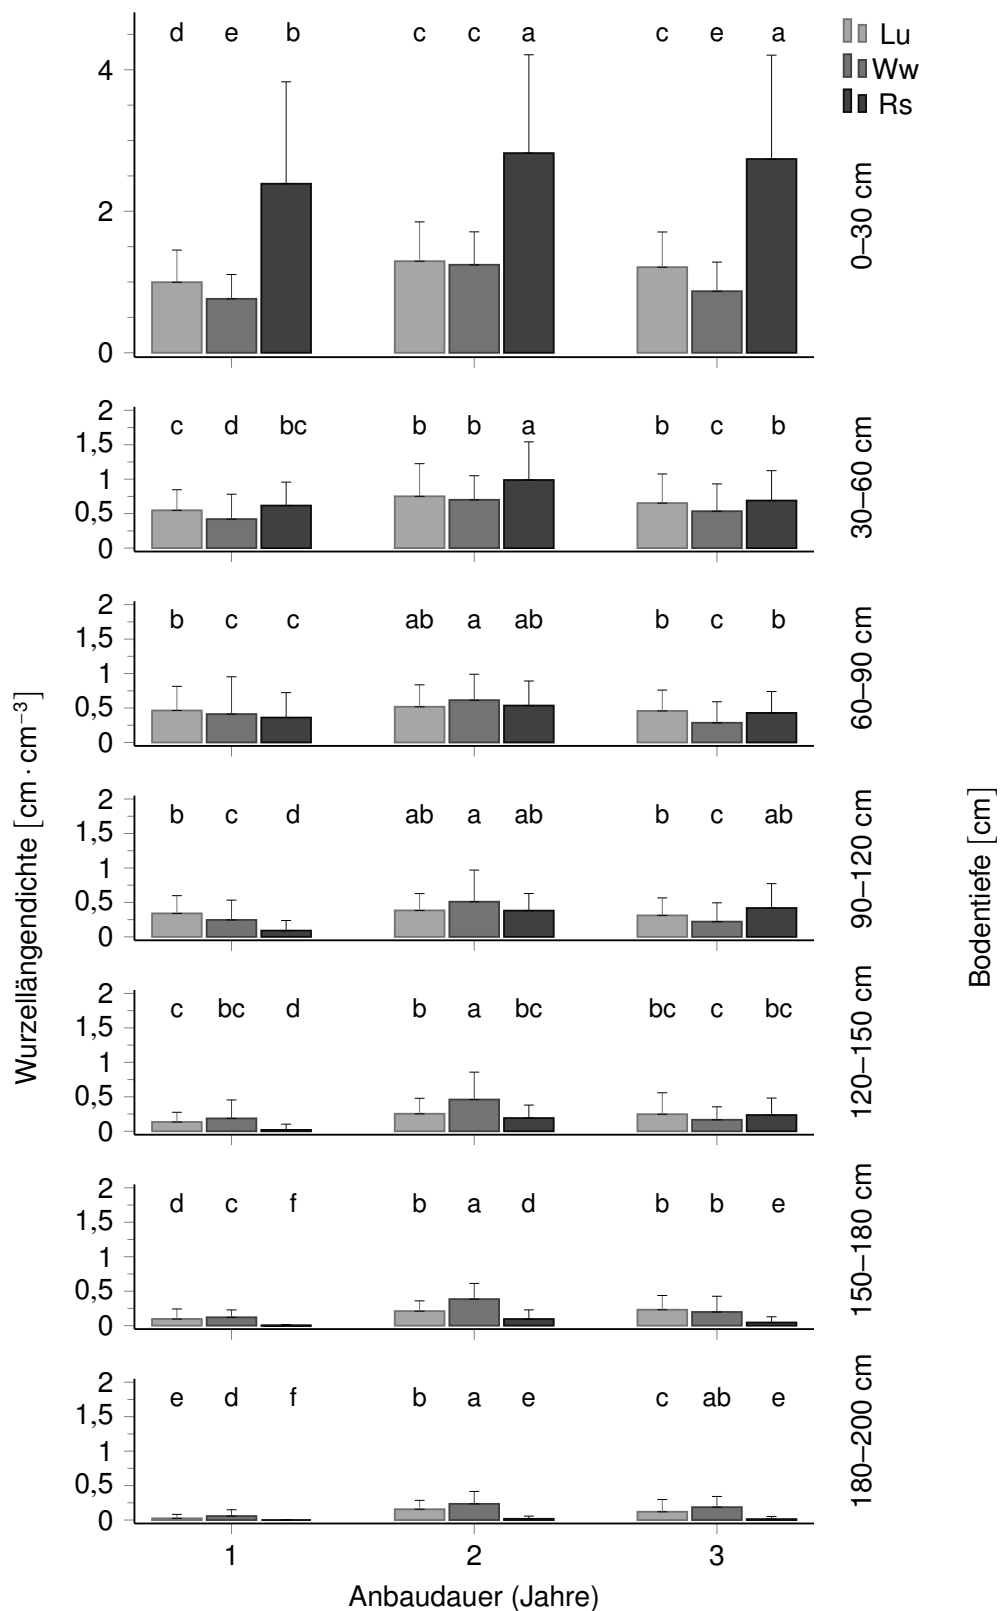 d e b c c a c e a
Lu
Ww
Rs
4
2
0
0–30 cm
c d bc b b a b c b
2
1,5
1
0,5
0
30–60 cm
b c c ab a ab b c b
2
1,5
1
0,5
0
60–90 cm
b c d ab a ab b c ab
2
1,5
1
0,5
0
90–120 cm
c bc d b a bc bc c bc
2
1,5
1
0,5
0
120–150 cm
d c f b a d b b e
2
1,5
1
0,5
0
150–180 cm
e d f b a e c ab e
2
1,5
1
0,5
0
180–200 cm
1 2 3
Anbaudauer (Jahre)
Wurzellängendichte [cm · cm⁻³]
Bodentiefe [cm]